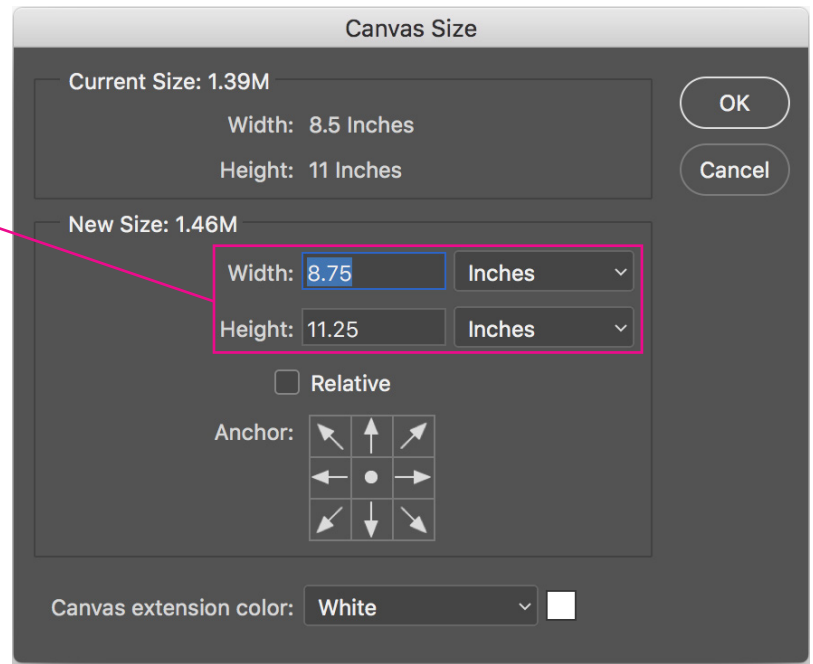 Canvas Size
Current Size: 1.39M
Width: 8.5 Inches
Height: 11 Inches
OK
Cancel
New Size: 1.46M
Width: 8.75 Inches
Height: 11.25 Inches
Relative
Anchor:
Canvas extension color: White